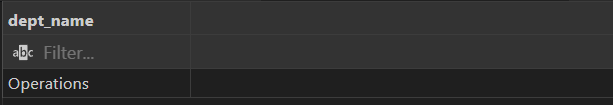 dept_name
abc Filter...
Operations